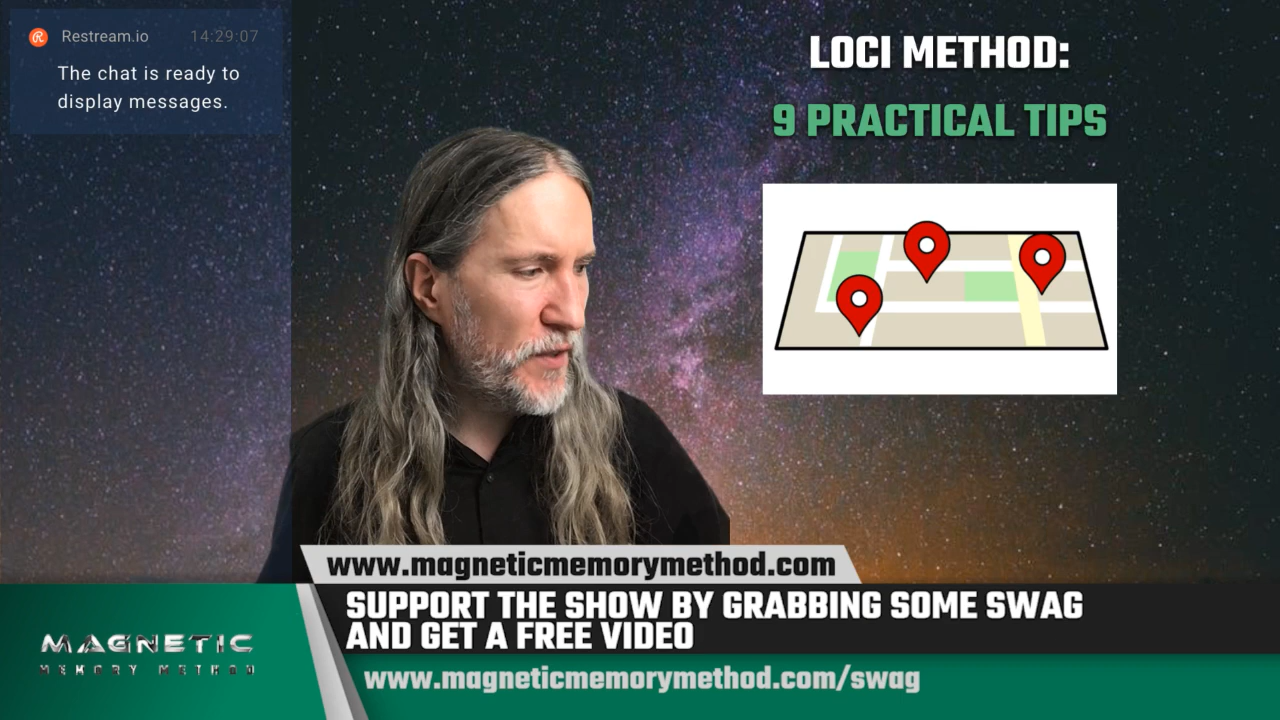 Restream.io 14:29:07
The chat is ready to
display messages.
LOCI METHOD:
9 PRACTICAL TIPS
www.magneticmemorymethod.com
SUPPORT THE SHOW BY GRABBING SOME SWAG
AND GET A FREE VIDEO
MAGNETIC
MEMORY METHOD
www.magneticmemorymethod.com/swag